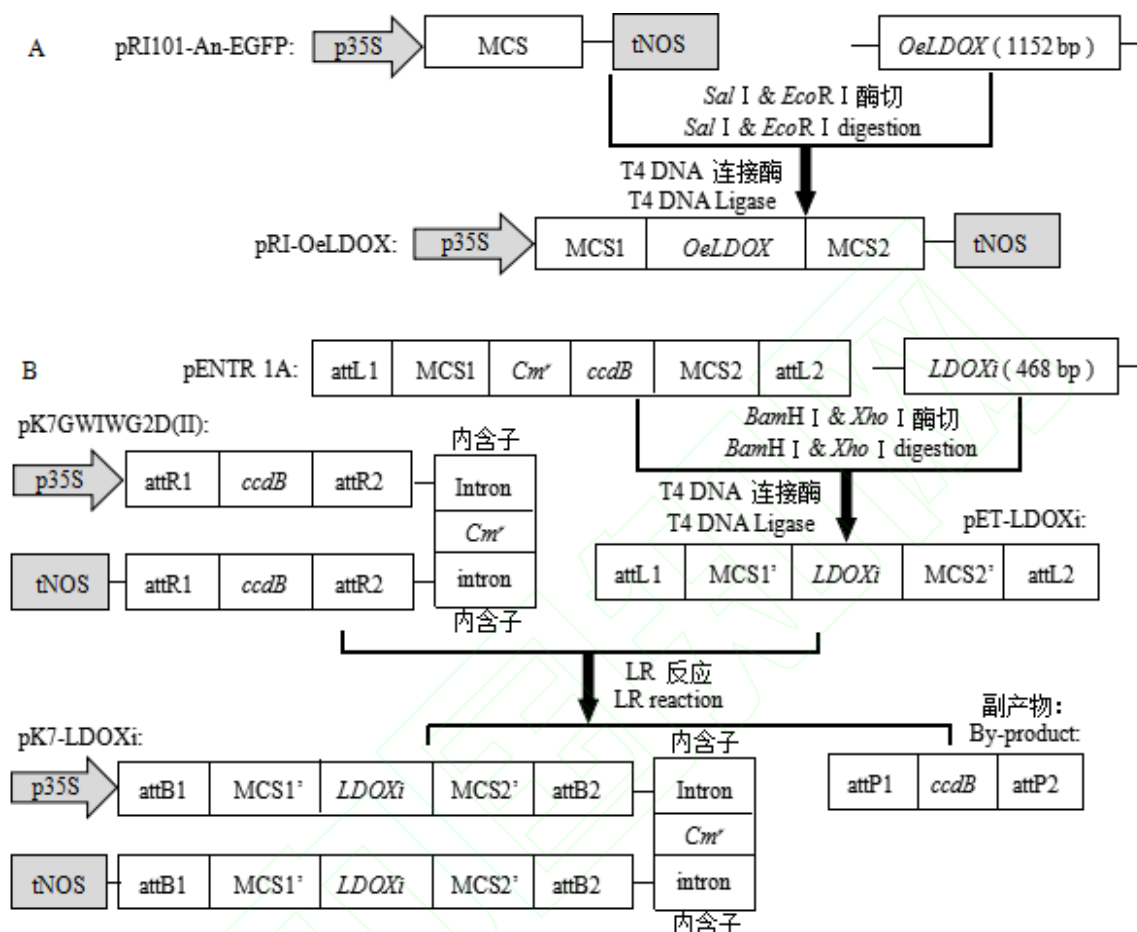 A
pRI101-An-EGFP:
p35S
MCS
tNOS
OeLDOX ( 1152 bp )
Sal Ⅰ & EcoR Ⅰ 酶切
Sal Ⅰ & EcoR Ⅰ digestion
T4 DNA 连接酶
T4 DNA Ligase
pRI-OeLDOX:
p35S
MCS1
OeLDOX
MCS2
tNOS
B
pENTR 1A:
attL1
MCS1
Cmʳ
ccdB
MCS2
attL2
LDOXi ( 468 bp )
BamH Ⅰ & Xho Ⅰ 酶切
BamH Ⅰ & Xho Ⅰ digestion
pK7GWIWG2D(II):
p35S
attR1
ccdB
attR2
内含子
Intron
Cmʳ
intron
内含子
tNOS
attR1
ccdB
attR2
T4 DNA 连接酶
T4 DNA Ligase
pET-LDOXi:
attL1
MCS1’
LDOXi
MCS2’
attL2
LR 反应
LR reaction
pK7-LDOXi:
p35S
attB1
MCS1’
LDOXi
MCS2’
attB2
内含子
Intron
Cmʳ
intron
内含子
tNOS
attB1
MCS1’
LDOXi
MCS2’
attB2
副产物:
By-product:
attP1
ccdB
attP2